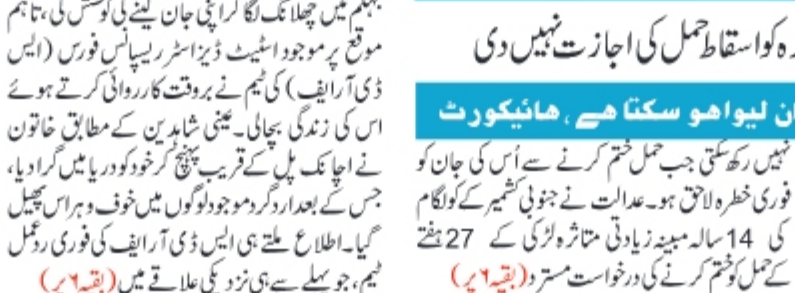 ہ کو اسقاط حمل کی اجازت نہیں دی
ن لیوا ھو سکتا ھے، ھائیکورٹ
نہیں رکھ سکتی جب حمل ختم کرنے سے اُس کی جان کو
فوری خطرہ لاحق ہو۔ عدالت نے جنوبی کشمیر کے کولگام
کی 14 سالہ مبینہ زیادتی متاثرہ لڑکی کے 27 ہفتے
کے حمل کو ختم کرنے کی درخواست مسترد (بقیہ ۶ پر)
جہلم میں چھلانگ لگا کر اپنی جان لینے کی کوشش کی، تاہم
موقع پر موجود اسٹیٹ ڈیزاسٹر ریسپانس فورس (ایس
ڈی آر ایف) کی ٹیم نے بروقت کارروائی کرتے ہوئے
اس کی زندگی بچالی۔ عینی شاہدین کے مطابق خاتون
نے اچانک پل کے قریب پہنچ کر خود کو دریا میں گرا دیا،
جس کے بعد اردگرد موجود لوگوں میں خوف و ہراس پھیل
گیا۔ اطلاع ملتے ہی ایس ڈی آر ایف کی فوری ردعمل
ٹیم، جو پہلے سے ہی نزدیکی علاقے میں (بقیہ ۶ پر)